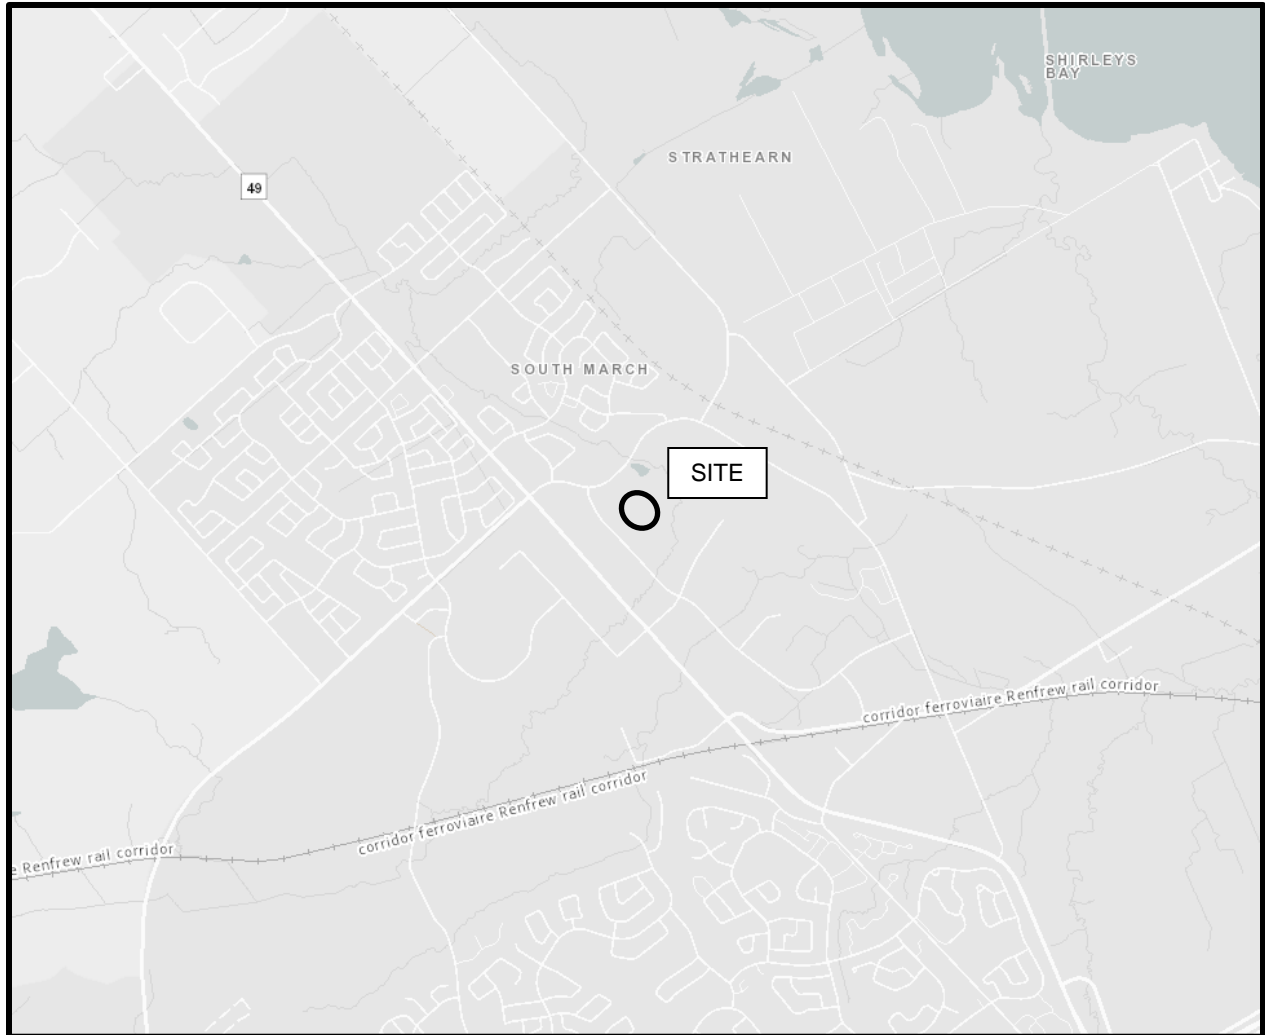 SHIRLEYS
BAY
STRATHEARN
49
SOUTH MARCH
SITE
corridor ferroviaire Renfrew rail corridor
corridor ferroviaire Renfrew rail corridor
e Renfrew rail corridor